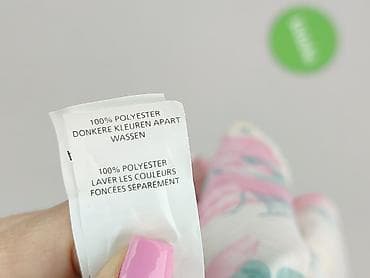 100% POLYESTER
DONKERE KLEUREN APART
WASSEN
100% POLYESTER
LAVER LES COULEURS
FONCÉES SÉPARÉMENT